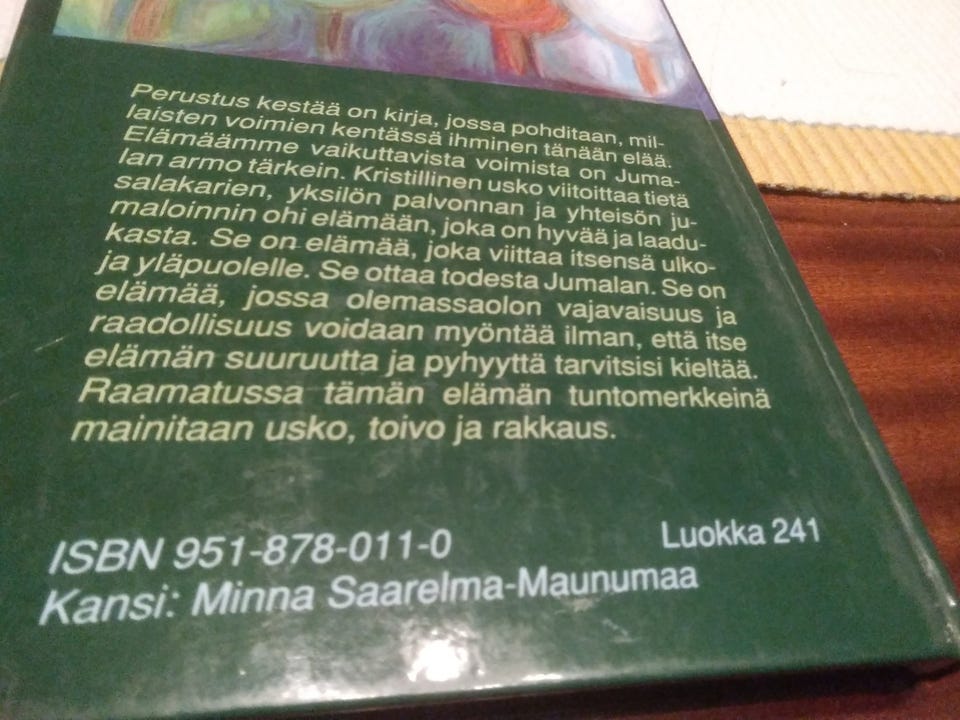 Perustus kestää on kirja, jossa pohditaan, mil-
laisten voimien kentässä ihminen tänään elää.
Elämäämme vaikuttavista voimista on Juma-
lan armo tärkein. Kristillinen usko viitoittaa tietä
salakarien, yksilön palvonnan ja yhteisön ju-
maloinnin ohi elämään, joka on hyvää ja laadu-
kasta. Se on elämää, joka viittaa itsensä ulko-
ja yläpuolelle. Se ottaa todesta Jumalan. Se on
elämää, jossa olemassaolon vajavaisuus ja
raadollisuus voidaan myöntää ilman, että itse
elämän suuruutta ja pyhyyttä tarvitsisi kieltää.
Raamatussa tämän elämän tuntomerkkeinä
mainitaan usko, toivo ja rakkaus.
ISBN 951-878-011-0 Luokka 241
Kansi: Minna Saarelma-Maunumaa